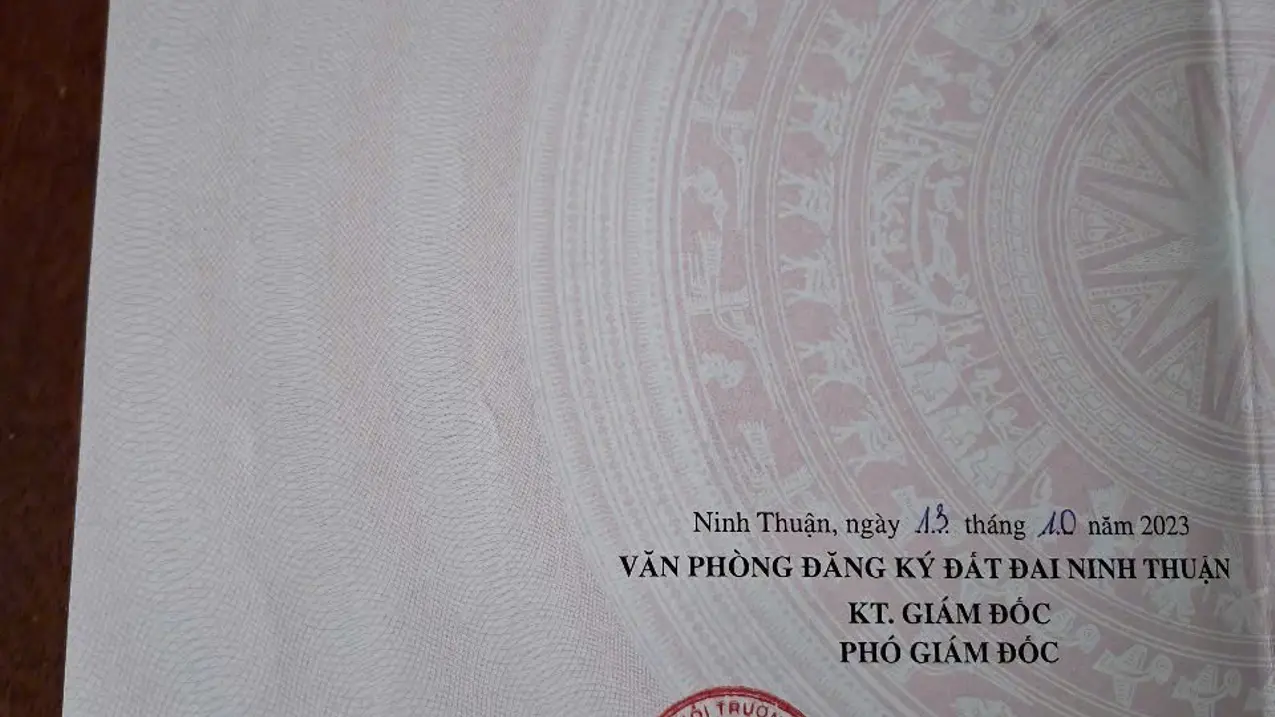 Ninh Thuận, ngày 13 tháng 10 năm 2023
VĂN PHÒNG ĐĂNG KÝ ĐẤT ĐAI NINH THUẬN
KT. GIÁM ĐỐC
PHÓ GIÁM ĐỐC